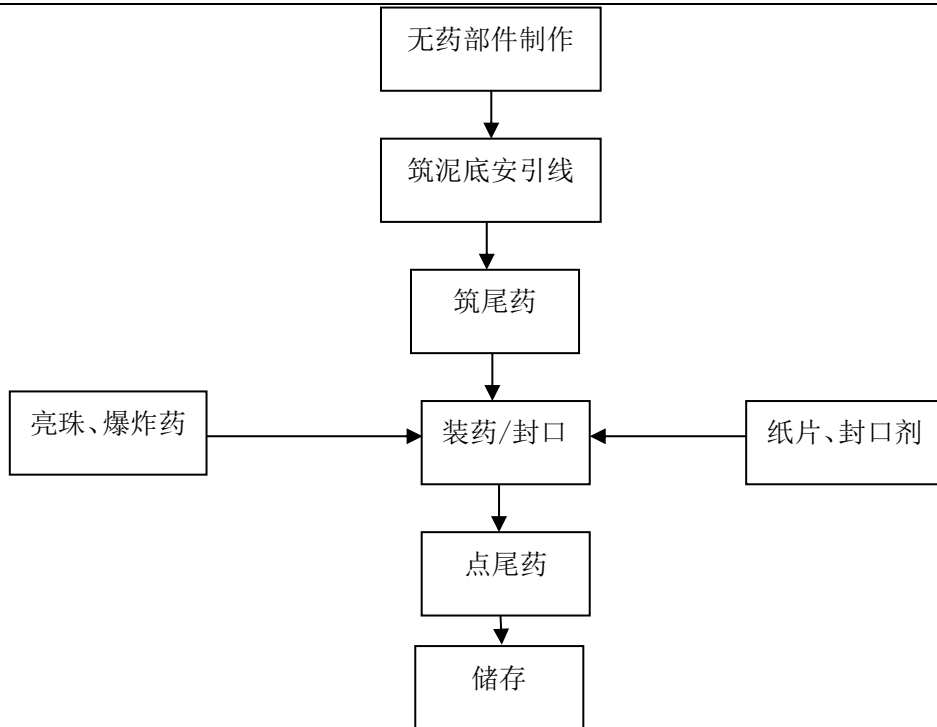 无药部件制作
筑泥底安引线
筑尾药
亮珠、爆炸药
装药/封口
纸片、封口剂
点尾药
储存